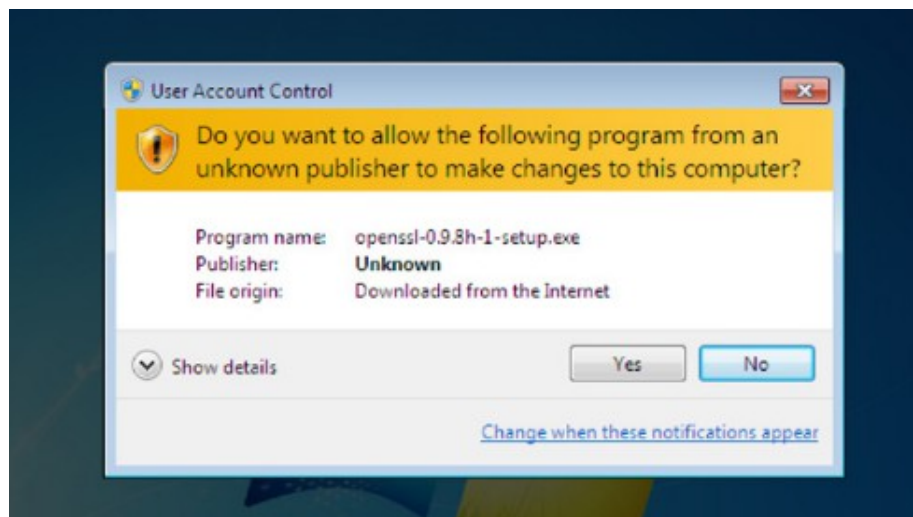 User Account Control
Do you want to allow the following program from an
unknown publisher to make changes to this computer?
Program name: openssl-0.9.8h-1-setup.exe
Publisher: Unknown
File origin: Downloaded from the Internet
Show details
Yes No
Change when these notifications appear